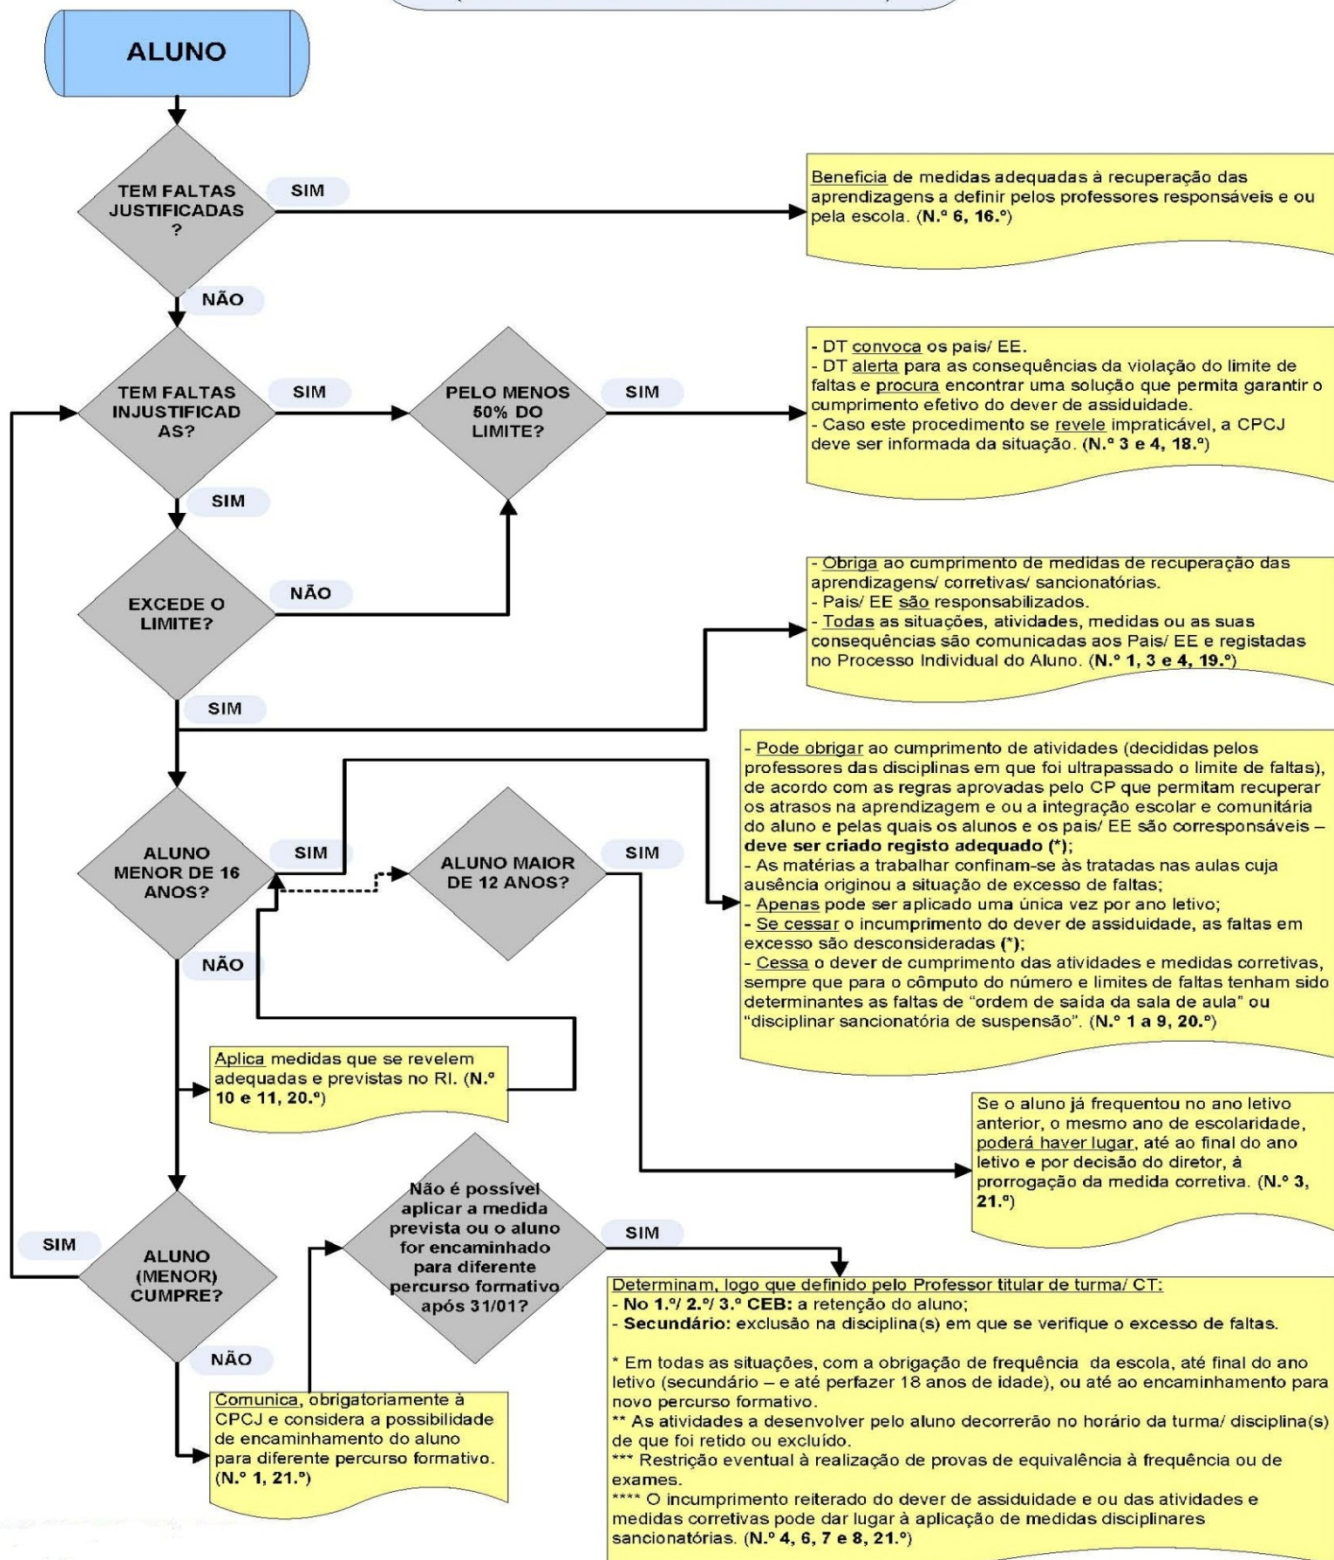 ALUNO
TEM FALTAS
JUSTIFICADAS
?
SIM
Beneficia de medidas adequadas à recuperação das
aprendizagens a definir pelos professores responsáveis e ou
pela escola. (N.º 6, 16.º)
NÃO
TEM FALTAS
INJUSTIFICAD
AS?
SIM
PELO MENOS
50% DO
LIMITE?
SIM
- DT convoca os pais/ EE.
- DT alerta para as consequências da violação do limite de
faltas e procura encontrar uma solução que permita garantir o
cumprimento efetivo do dever de assiduidade.
- Caso este procedimento se revele impraticável, a CPCJ
deve ser informada da situação. (N.º 3 e 4, 18.º)
SIM
EXCEDE O
LIMITE?
NÃO
- Obriga ao cumprimento de medidas de recuperação das
aprendizagens/ corretivas/ sancionatórias.
- Pais/ EE são responsabilizados.
- Todas as situações, atividades, medidas ou as suas
consequências são comunicadas aos Pais/ EE e registadas
no Processo Individual do Aluno. (N.º 1, 3 e 4, 19.º)
SIM
ALUNO
MENOR DE 16
ANOS?
SIM
ALUNO MAIOR
DE 12 ANOS?
SIM
- Pode obrigar ao cumprimento de atividades (decididas pelos
professores das disciplinas em que foi ultrapassado o limite de faltas),
de acordo com as regras aprovadas pelo CP que permitam recuperar
os atrasos na aprendizagem e ou a integração escolar e comunitária
do aluno e pelas quais os alunos e os pais/ EE são corresponsáveis –
deve ser criado registo adequado (*);
- As matérias a trabalhar confinam-se às tratadas nas aulas cuja
ausência originou a situação de excesso de faltas;
- Apenas pode ser aplicado uma única vez por ano letivo;
- Se cessar o incumprimento do dever de assiduidade, as faltas em
excesso são desconsideradas (*);
- Cessa o dever de cumprimento das atividades e medidas corretivas,
sempre que para o cômputo do número e limites de faltas tenham sido
determinantes as faltas de “ordem de saída da sala de aula” ou
“disciplinar sancionatória de suspensão”. (N.º 1 a 9, 20.º)
NÃO
Aplica medidas que se revelem
adequadas e previstas no RI. (N.º
10 e 11, 20.º)
Se o aluno já frequentou no ano letivo
anterior, o mesmo ano de escolaridade,
poderá haver lugar, até ao final do ano
letivo e por decisão do diretor, à
prorrogação da medida corretiva. (N.º 3,
21.º)
SIM
ALUNO
(MENOR)
CUMPRE?
Não é possível
aplicar a medida
prevista ou o aluno
for encaminhado
para diferente
percurso formativo
após 31/01?
SIM
NÃO
Comunica, obrigatoriamente à
CPCJ e considera a possibilidade
de encaminhamento do aluno
para diferente percurso formativo.
(N.º 1, 21.º)
Determinam, logo que definido pelo Professor titular de turma/ CT:
- No 1.º/ 2.º/ 3.º CEB: a retenção do aluno;
- Secundário: exclusão na disciplina(s) em que se verifique o excesso de faltas.
* Em todas as situações, com a obrigação de frequência da escola, até final do ano
letivo (secundário – e até perfazer 18 anos de idade), ou até ao encaminhamento para
novo percurso formativo.
** As atividades a desenvolver pelo aluno decorrerão no horário da turma/ disciplina(s)
de que foi retido ou excluído.
*** Restrição eventual à realização de provas de equivalência à frequência ou de
exames.
**** O incumprimento reiterado do dever de assiduidade e ou das atividades e
medidas corretivas pode dar lugar à aplicação de medidas disciplinares
sancionatórias. (N.º 4, 6, 7 e 8, 21.º)